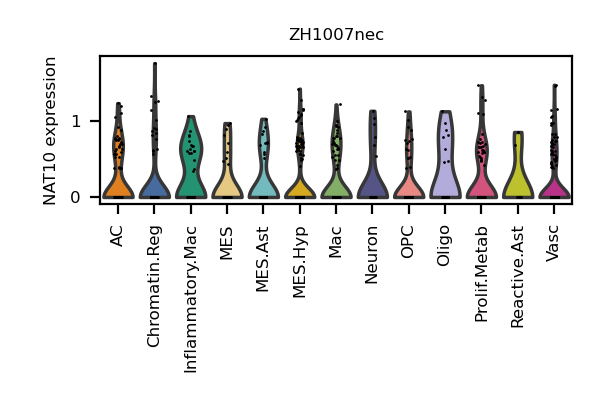 ZH1007nec
NAT10 expression
1
0
AC
Chromatin.Reg
Inflammatory.Mac
MES
MES.Ast
MES.Hyp
Mac
Neuron
OPC
Oligo
Prolif.Metab
Reactive.Ast
Vasc